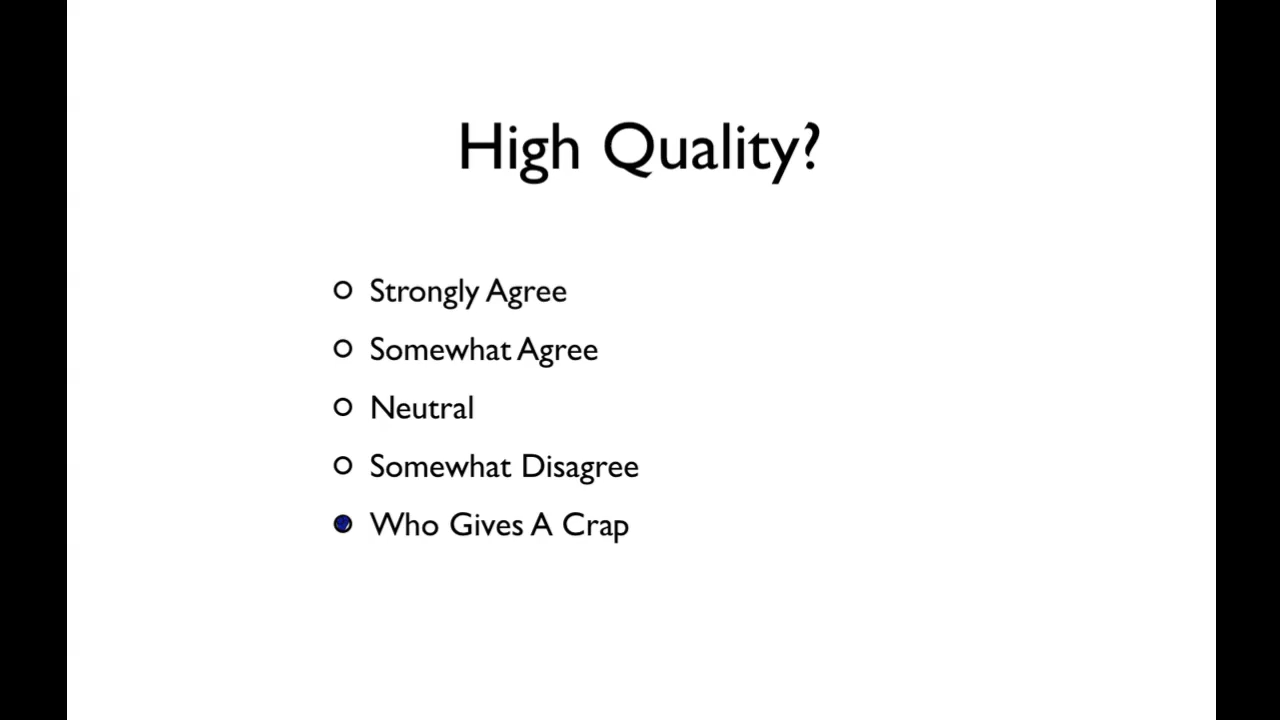 High Quality?
Strongly Agree
Somewhat Agree
Neutral
Somewhat Disagree
Who Gives A Crap